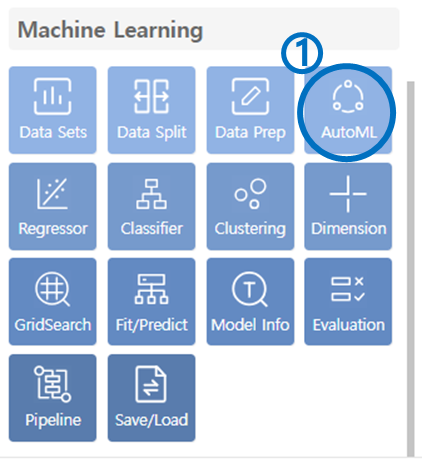 Machine Learning
①
Data Sets Data Split Data Prep AutoML
Regressor Classifier Clustering Dimension
GridSearch Fit/Predict Model Info Evaluation
Pipeline Save/Load